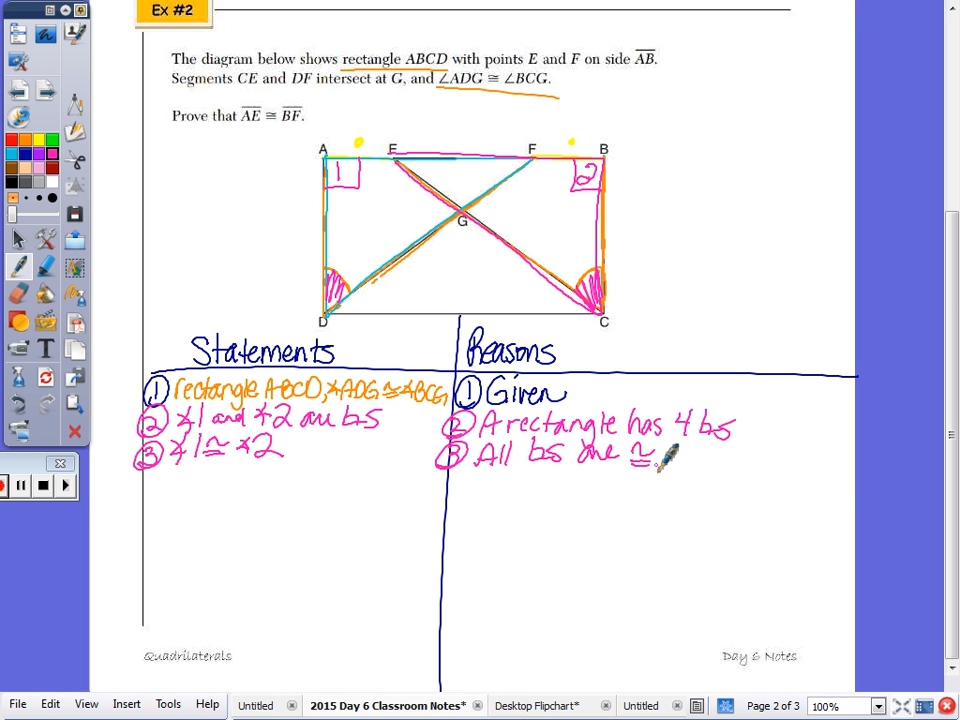 Ex #2
The diagram below shows rectangle ABCD with points E and F on side AB.
Segments CE and DF intersect at G, and ∠ADG ≅ ∠BCG.
Prove that AE ≅ BF.
A E F B
1 2
G
D C
Statements Reasons
① rectangle ABCD, ∡ADG≅∡BCG ① Given
② ∡1 and ∡2 are b⊾s ② A rectangle has 4 b⊾s
③ ∡1≅∡2 ③ All b⊾s are ≅.
Quadrilaterals Day 6 Notes
File Edit View Insert Tools Help Untitled 2015 Day 6 Classroom Notes* Desktop Flipchart* Untitled Page 2 of 3 100%